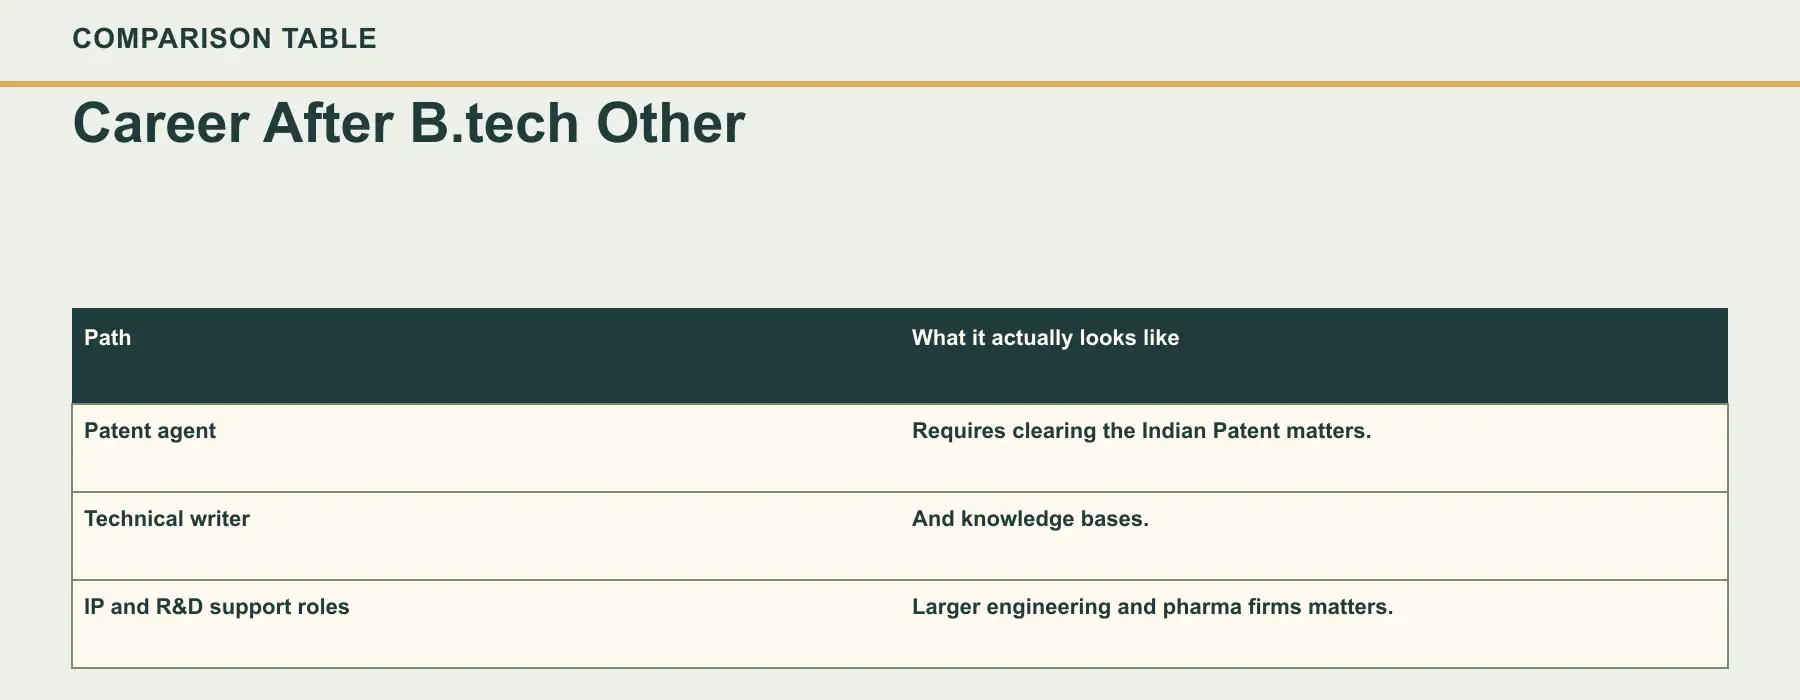 COMPARISON TABLE
Career After B.tech Other
Path What it actually looks like
Patent agent Requires clearing the Indian Patent matters.
Technical writer And knowledge bases.
IP and R&D support roles Larger engineering and pharma firms matters.